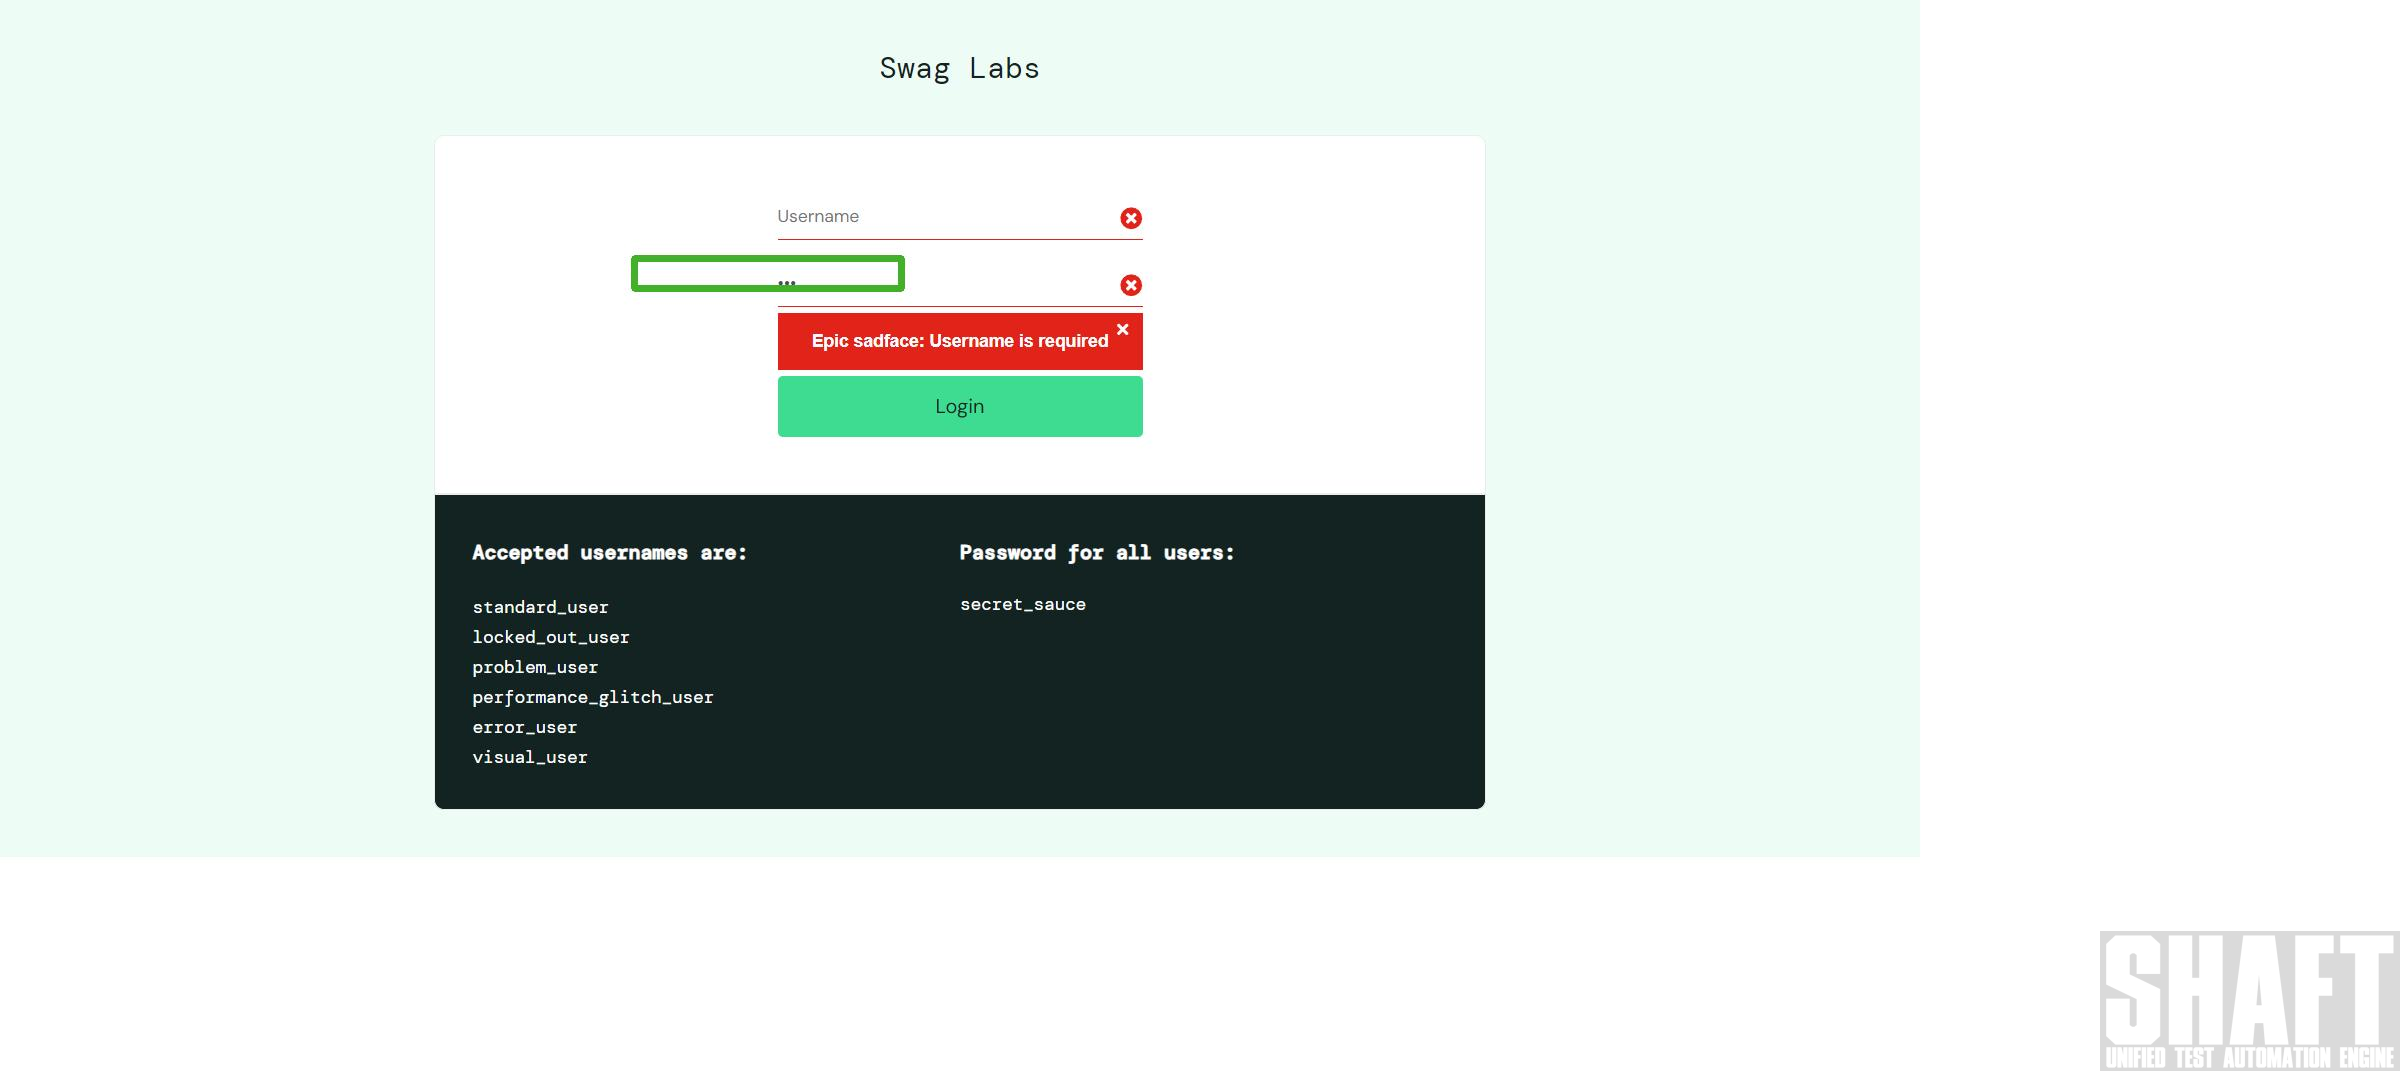 Swag Labs
Username
•••
Epic sadface: Username is required
Login
Accepted usernames are:
standard_user
locked_out_user
problem_user
performance_glitch_user
error_user
visual_user
Password for all users:
secret_sauce
SHAFT
UNIFIED TEST AUTOMATION ENGINE